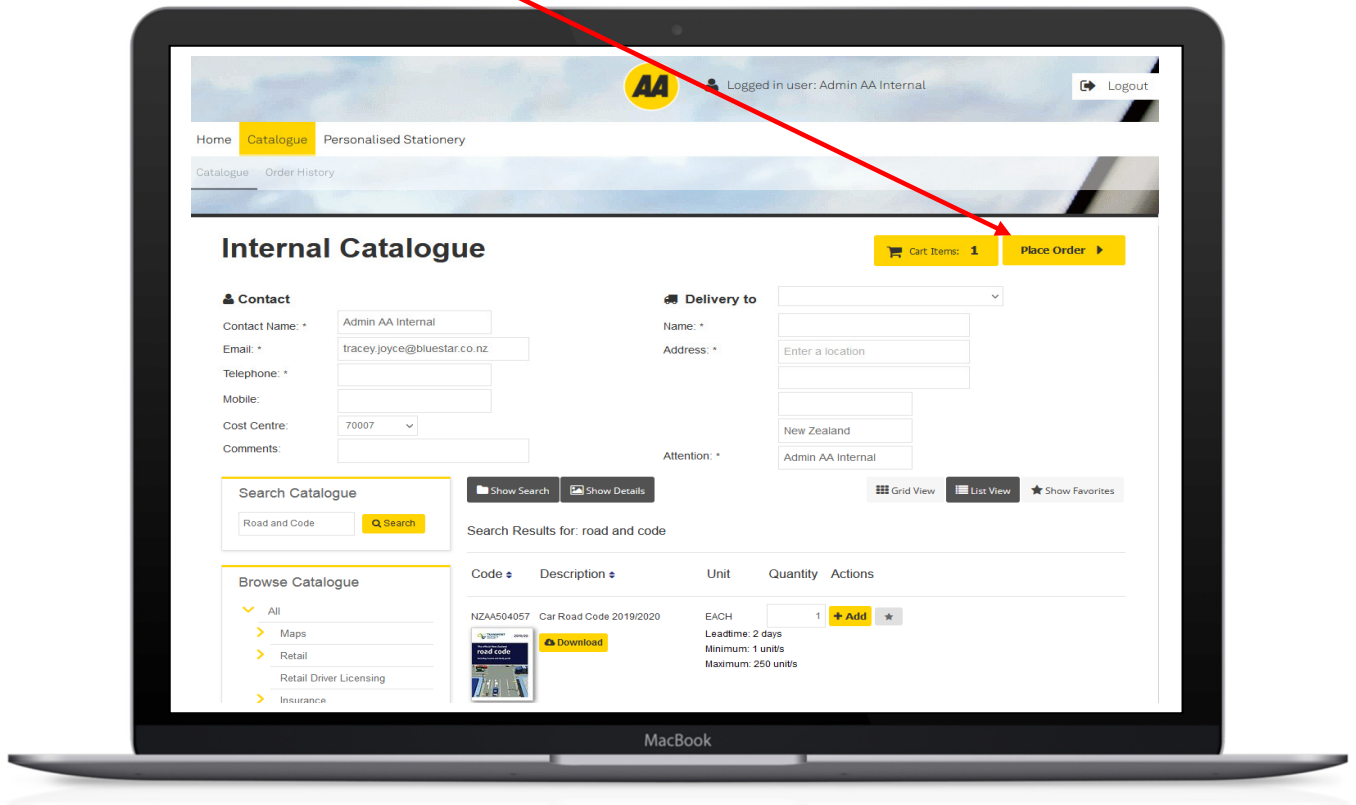 AA
Logged in user: Admin AA Internal
Logout
Home Catalogue Personalised Stationery
Catalogue Order History
Internal Catalogue
Cart Items: 1
Place Order
Contact
Contact Name: *
Admin AA Internal
Email: *
tracey.joyce@bluestar.co.nz
Telephone: *
Mobile:
Cost Centre:
70007
Comments:
Delivery to
Name: *
Address: *
Enter a location
New Zealand
Attention: *
Admin AA Internal
Search Catalogue
Road and Code
Search
Browse Catalogue
All
Maps
Retail
Retail Driver Licensing
Insurance
Show Search Show Details
Grid View List View Show Favorites
Search Results for: road and code
Code Description Unit Quantity Actions
NZAA504057 Car Road Code 2019/2020 EACH 1 + Add
Download
Leadtime: 2 days
Minimum: 1 unit/s
Maximum: 250 unit/s
road code
MacBook